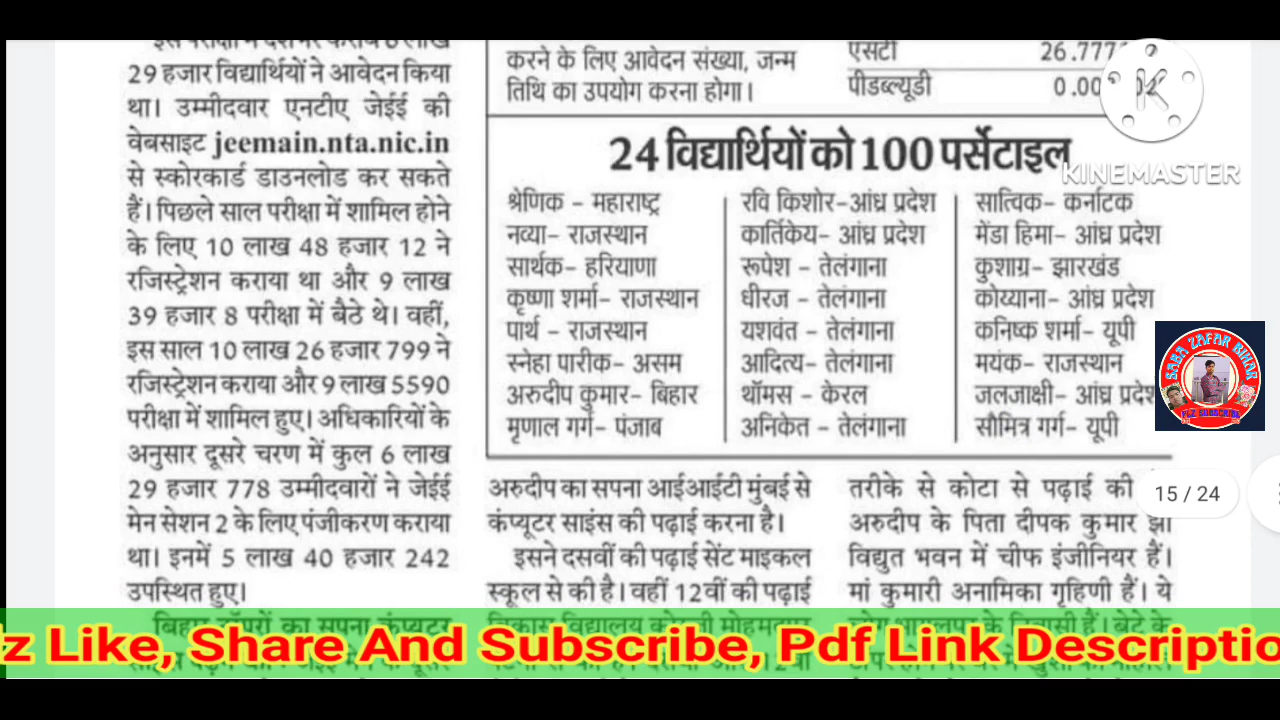 29 हजार विद्यार्थियों ने आवेदन किया
था। उम्मीदवार एनटीए जेईई की
वेबसाइट jeemain.nta.nic.in
से स्कोरकार्ड डाउनलोड कर सकते
हैं। पिछले साल परीक्षा में शामिल होने
के लिए 10 लाख 48 हजार 12 ने
रजिस्ट्रेशन कराया था और 9 लाख
39 हजार 8 परीक्षा में बैठे थे। वहीं,
इस साल 10 लाख 26 हजार 799 ने
रजिस्ट्रेशन कराया और 9 लाख 5590
परीक्षा में शामिल हुए। अधिकारियों के
अनुसार दूसरे चरण में कुल 6 लाख
29 हजार 778 उम्मीदवारों ने जेईई
मेन सेशन 2 के लिए पंजीकरण कराया
था। इनमें 5 लाख 40 हजार 242
उपस्थित हुए।
करने के लिए आवेदन संख्या, जन्म
तिथि का उपयोग करना होगा।
एसटी
पीडब्ल्यूडी
24 विद्यार्थियों को 100 पर्सेटाइल
श्रेणिक - महाराष्ट्र
नव्या- राजस्थान
सार्थक- हरियाणा
कृष्णा शर्मा- राजस्थान
पार्थ - राजस्थान
स्नेहा पारीक- असम
अरुदीप कुमार- बिहार
मृणाल गर्ग- पंजाब
रवि किशोर-आंध्र प्रदेश
कार्तिकेय- आंध्र प्रदेश
रूपेश - तेलंगाना
धीरज - तेलंगाना
यशवंत - तेलंगाना
आदित्य- तेलंगाना
थॉमस - केरल
अनिकेत - तेलंगाना
सात्विक- कर्नाटक
मेंडा हिमा- आंध्र प्रदेश
कुशाग्र- झारखंड
कोय्याना- आंध्र प्रदेश
कनिष्क शर्मा- यूपी
मयंक- राजस्थान
जलजाक्षी- आंध्र प्रदेश
सौमित्र गर्ग- यूपी
अरुदीप का सपना आईआईटी मुंबई से
कंप्यूटर साइंस की पढ़ाई करना है।
इसने दसवीं की पढ़ाई सेंट माइकल
स्कूल से की है। वहीं 12वीं की पढ़ाई
तरीके से कोटा से पढ़ाई की
अरुदीप के पिता दीपक कुमार झा
विद्युत भवन में चीफ इंजीनियर हैं।
मां कुमारी अनामिका गृहिणी हैं। ये
KINEMASTER
BABA ZAFAR BIHAR
PLZ SUBSCRIBE
15 / 24
z Like, Share And Subscribe, Pdf Link Descriptio